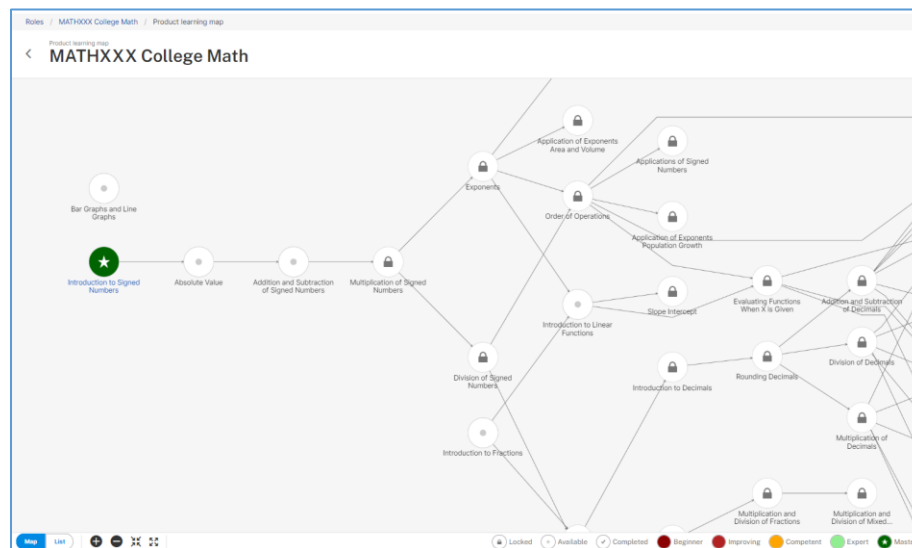 Roles / MATHXXX College Math / Product learning map
Product learning map
MATHXXX College Math
Application of Exponents
Area and Volume
Applications of Signed
Numbers
Exponents
Bar Graphs and Line
Graphs
Order of Operations
Application of Exponents
Population Growth
Introduction to Signed
Numbers
Absolute Value
Addition and Subtraction
of Signed Numbers
Multiplication of Signed
Numbers
Slope Intercept
Evaluating Functions
When X is Given
Addition and Subtraction
of Decimals
Introduction to Linear
Functions
Division of Signed
Numbers
Introduction to Decimals
Rounding Decimals
Division of Decimals
Multiplication of
Decimals
Introduction to Fractions
Multiplication and
Division of Fractions
Multiplication and
Division of Mixed...
Map List Locked Available Completed Beginner Improving Competent Expert